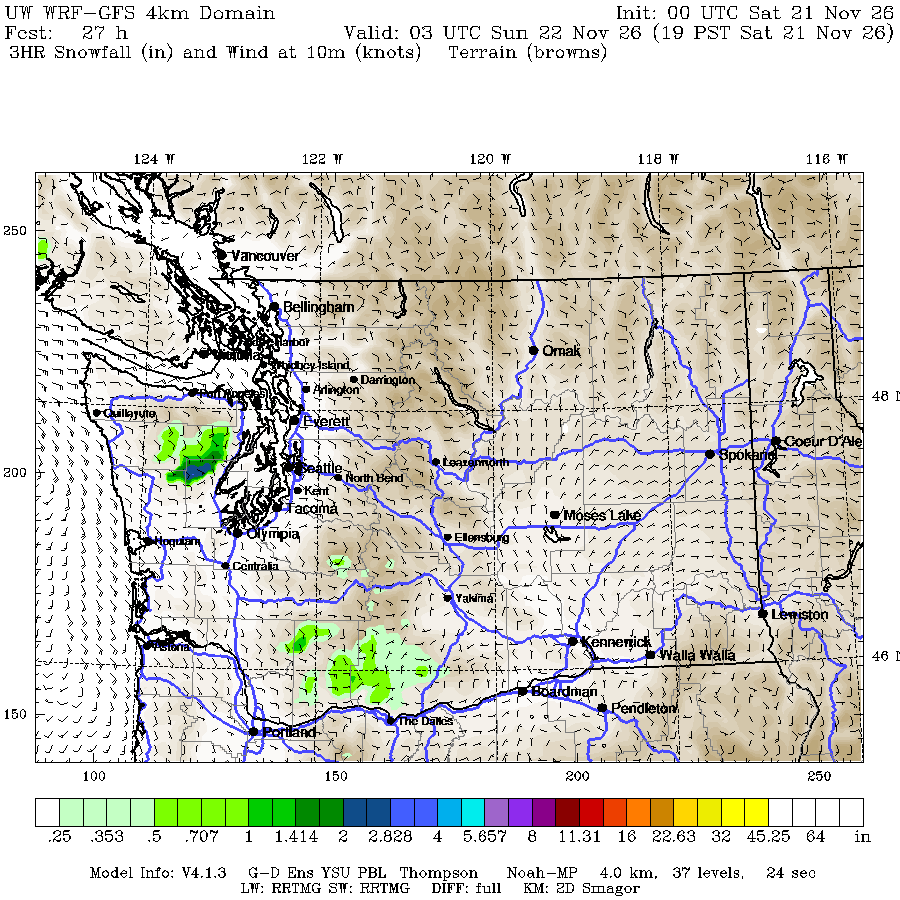 UW WRF-GFS 4km Domain Init: 00 UTC Sat 21 Nov 26
Fcst: 27 h Valid: 03 UTC Sun 22 Nov 26 (19 PST Sat 21 Nov 26)
3HR Snowfall (in) and Wind at 10m (knots) Terrain (browns)
124 W 122 W 120 W 118 W 116 W
250
Vancouver
Bellingham
Harbor
Omak
Whidbey Island
Darrington
Arlington
Port Angeles
48 N
Quillayute
Everett
Coeur D'Alene
Spokane
Leavenworth
200
Seattle
North Bend
Kent
Tacoma
Moses Lake
Olympia
Ellensburg
Hoquiam
Centralia
Yakima
Lewiston
Kennewick
Astoria
Walla Walla
46 N
Boardman
Pendleton
150
The Dalles
Portland
100 150 200 250
.25 .353 .5 .707 1 1.414 2 2.828 4 5.657 8 11.31 16 22.63 32 45.25 64 in
Model Info: V4.1.3 G-D Ens YSU PBL Thompson Noah-MP 4.0 km, 37 levels, 24 sec
LW: RRTMG SW: RRTMG DIFF: full KM: 2D Smagor